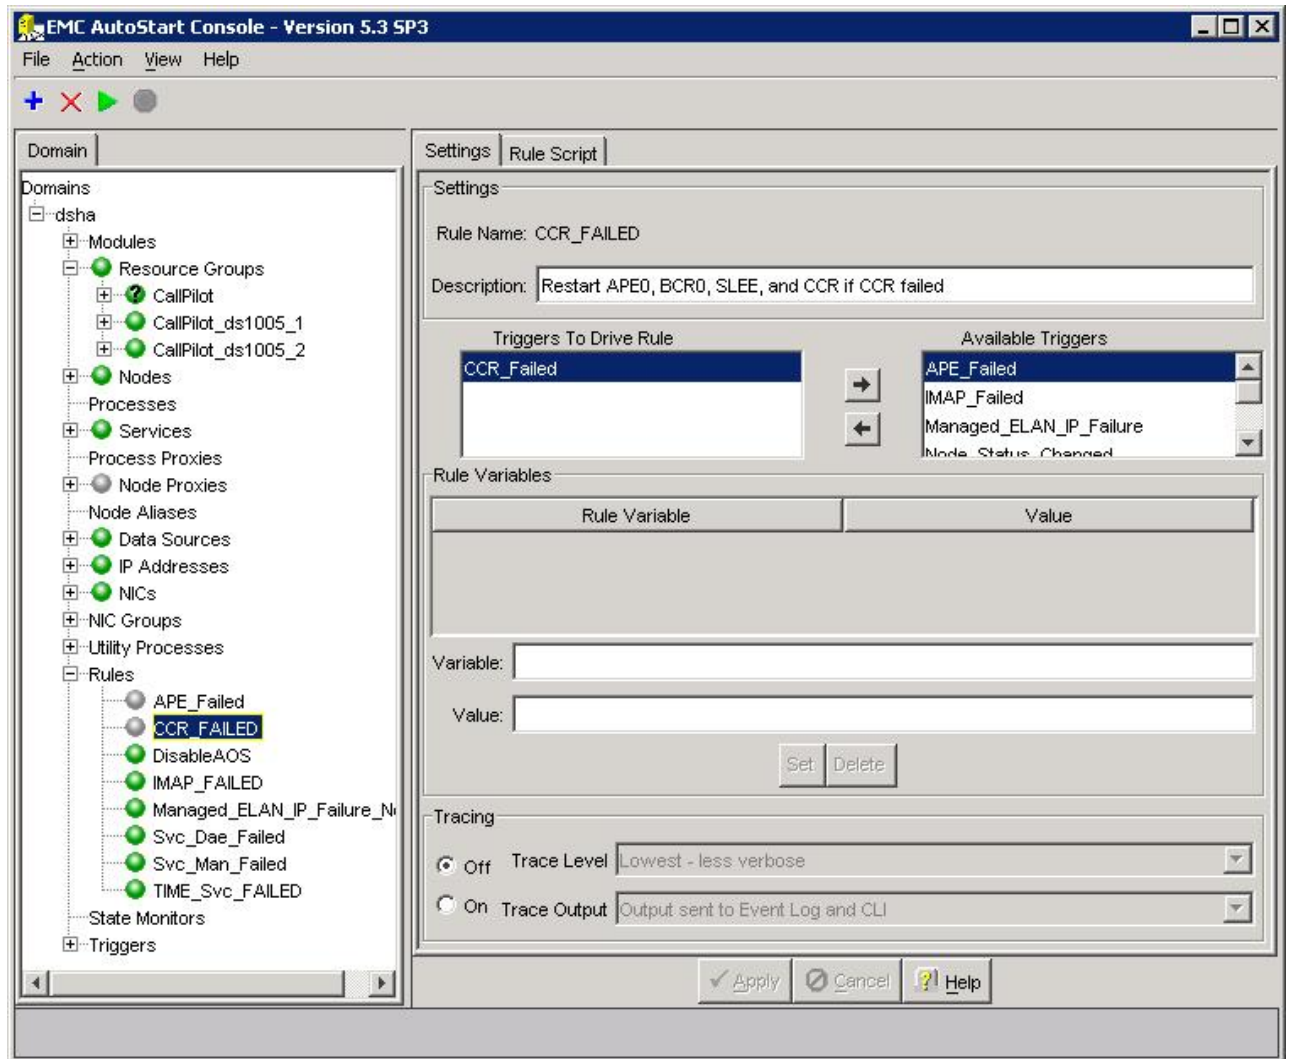 EMC AutoStart Console - Version 5.3 SP3
File Action View Help
Domain
Domains
dsha
Modules
Resource Groups
CallPilot
CallPilot_ds1005_1
CallPilot_ds1005_2
Nodes
Processes
Services
Process Proxies
Node Proxies
Node Aliases
Data Sources
IP Addresses
NICs
NIC Groups
Utility Processes
Rules
APE_Failed
CCR_FAILED
DisableAOS
IMAP_FAILED
Managed_ELAN_IP_Failure_N
Svc_Dae_Failed
Svc_Man_Failed
TIME_Svc_FAILED
State Monitors
Triggers
Settings Rule Script
Settings
Rule Name: CCR_FAILED
Description: Restart APE0, BCR0, SLEE, and CCR if CCR failed
Triggers To Drive Rule Available Triggers
CCR_Failed
APE_Failed
IMAP_Failed
Managed_ELAN_IP_Failure
Node_Status_Changed
Rule Variables
Rule Variable Value
Variable:
Value:
Set Delete
Tracing
Off Trace Level Lowest - less verbose
On Trace Output Output sent to Event Log and CLI
Apply Cancel Help